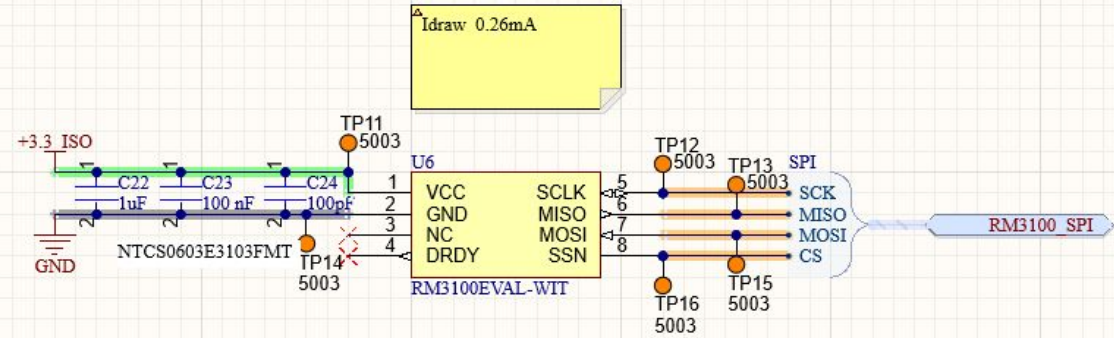 Idraw 0.26mA
+3.3_ISO
TP11
5003
U6
TP12
5003
TP13
5003
SPI
1
1
1
C22
1uF
C23
100 nF
C24
100pF
2
2
2
1
2
3
4
VCC
GND
NC
DRDY
SCLK
MISO
MOSI
SSN
5
6
7
8
SCK
MISO
MOSI
CS
RM3100_SPI
GND
NTCS0603E3103FMT
TP14
5003
RM3100EVAL-WIT
TP16
5003
TP15
5003